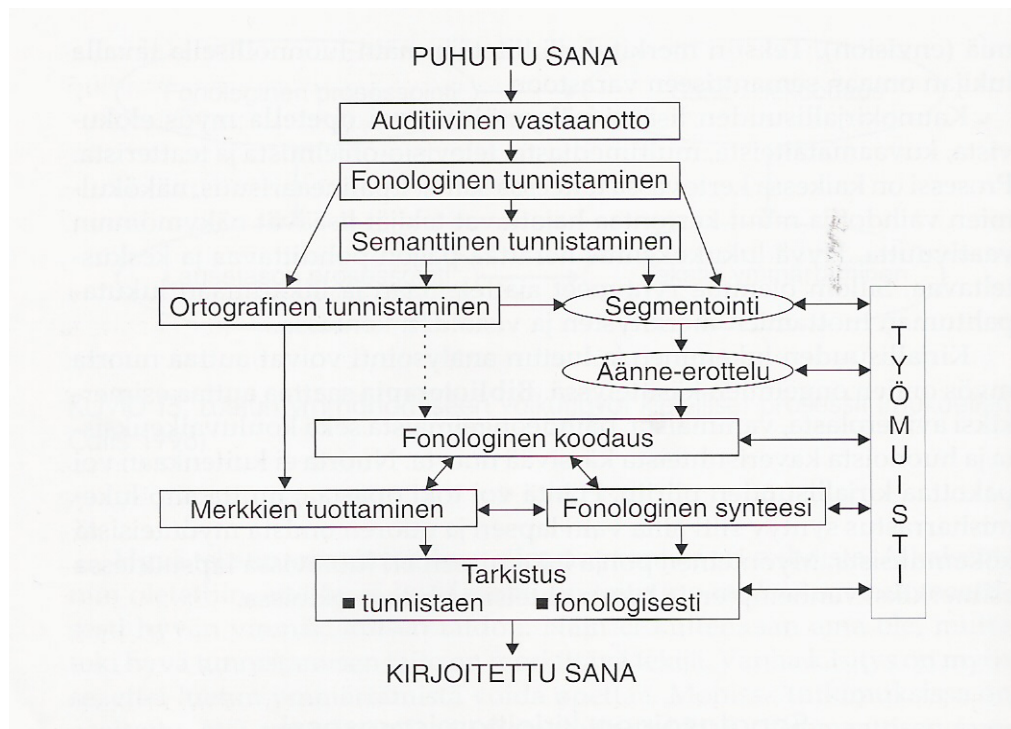 PUHUTTU SANA
Auditiivinen vastaanotto
Fonologinen tunnistaminen
Semanttinen tunnistaminen
Ortografinen tunnistaminen
Segmetointi
Äänne-erottelu
Fonologinen koodaus
Merkkien tuottaminen
Fonologinen synteesi
Tarkistus
tunnistaen
fonologisesti
KIRJOITETTU SANA
TYÖMUISTI